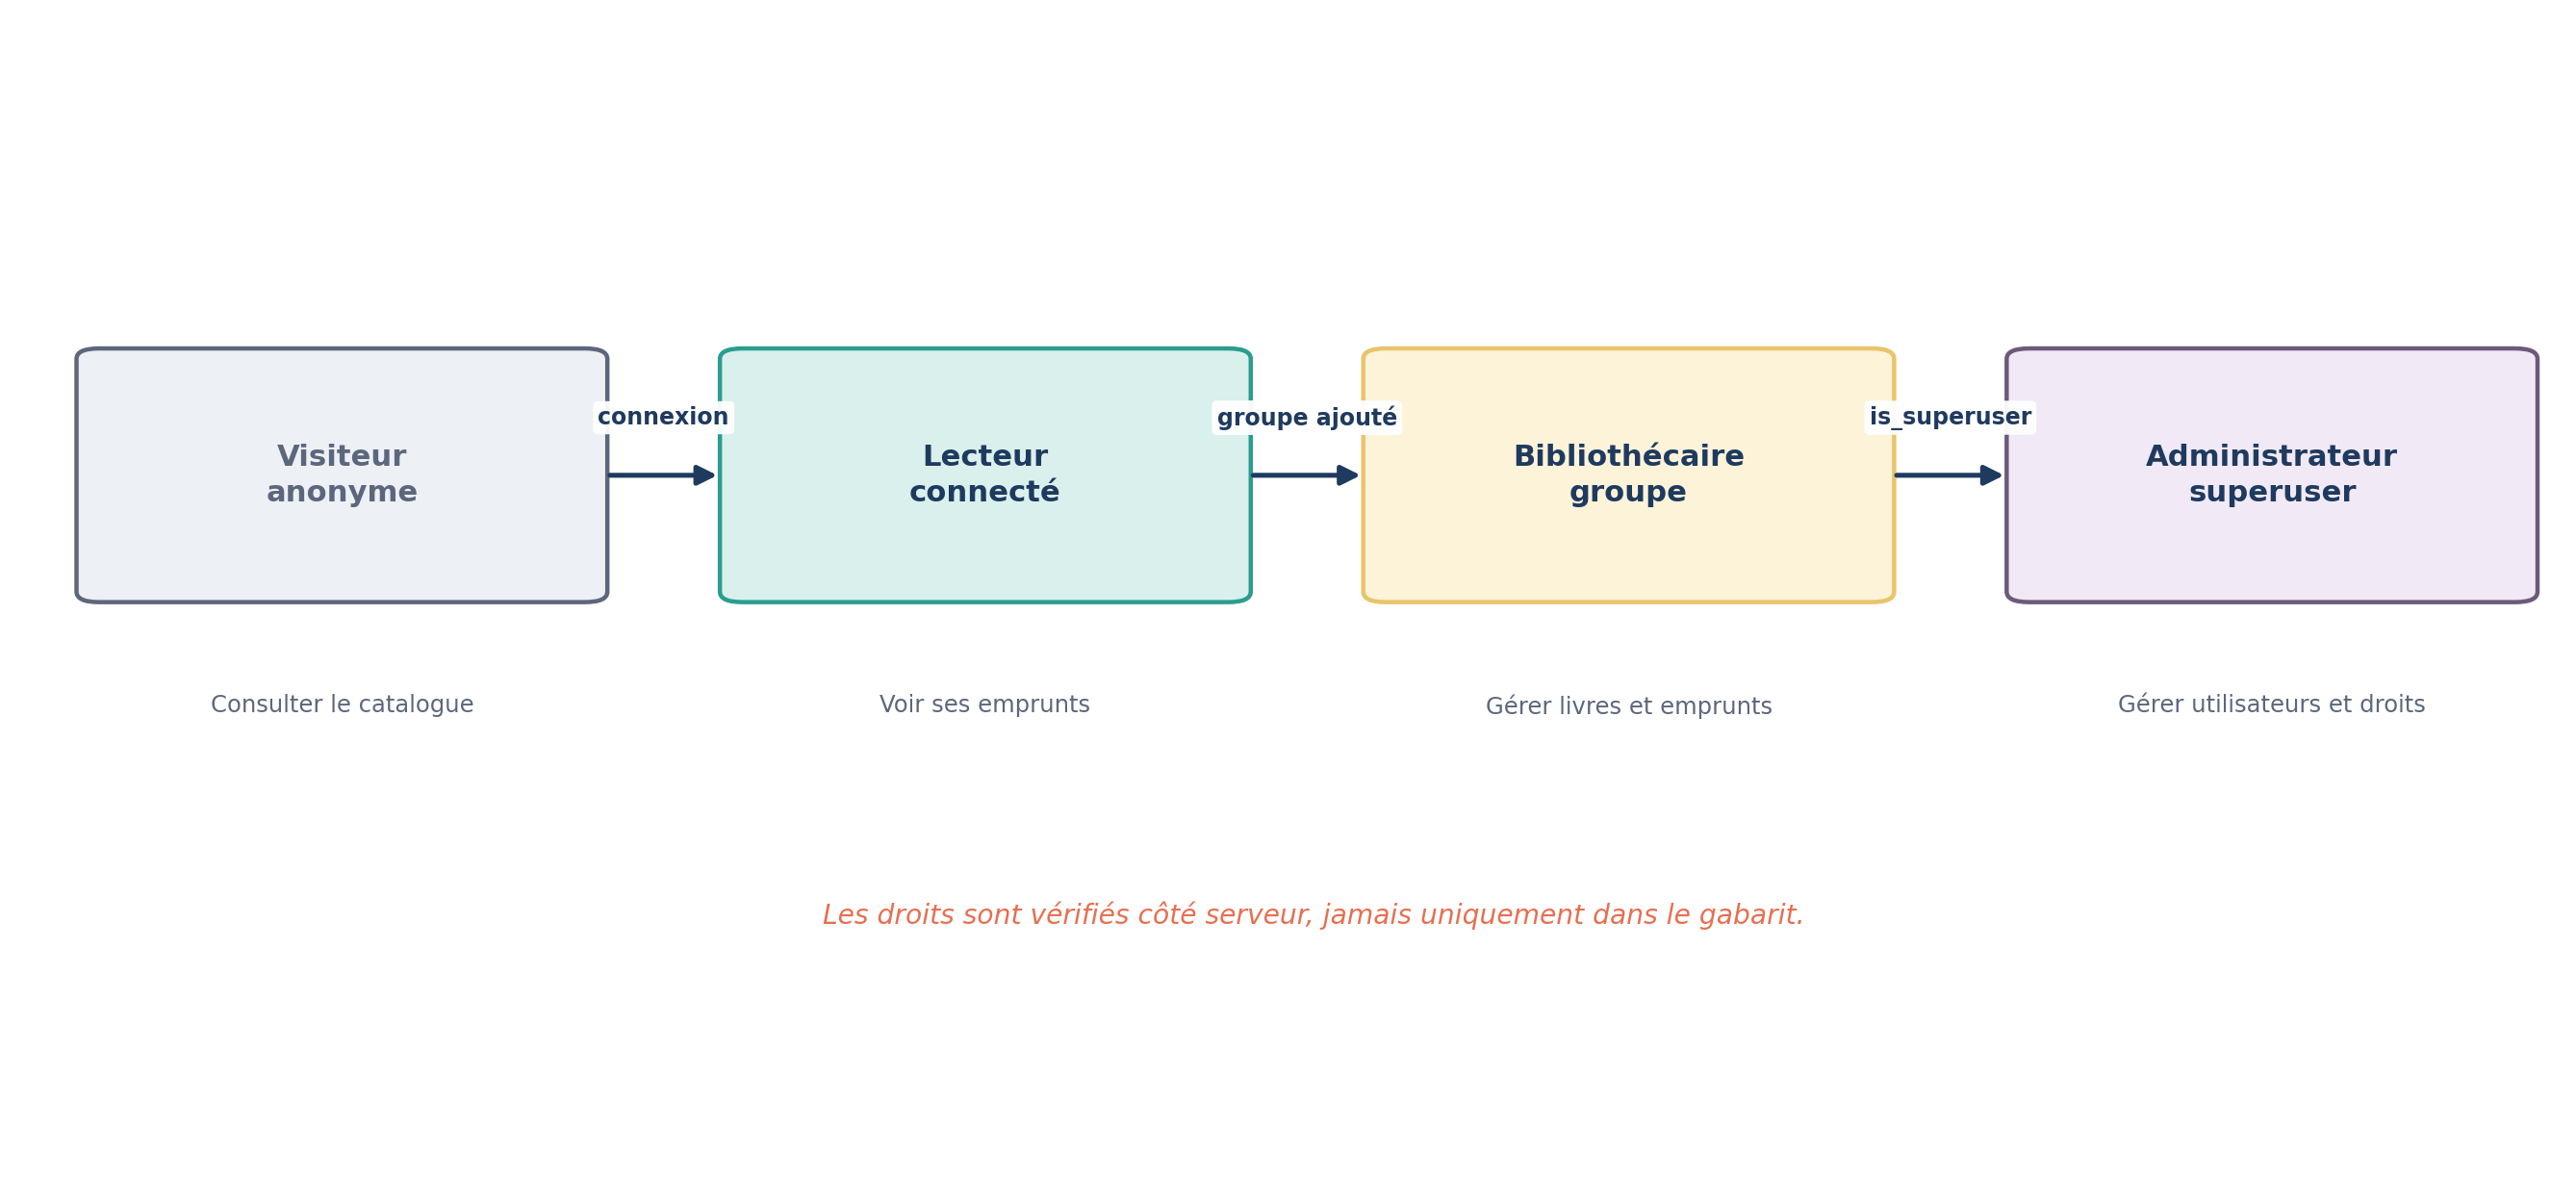 connexion
groupe ajouté
is_superuser
Visiteur
anonyme
Lecteur
connecté
Bibliothécaire
groupe
Administrateur
superuser
Consulter le catalogue
Voir ses emprunts
Gérer livres et emprunts
Gérer utilisateurs et droits
Les droits sont vérifiés côté serveur, jamais uniquement dans le gabarit.